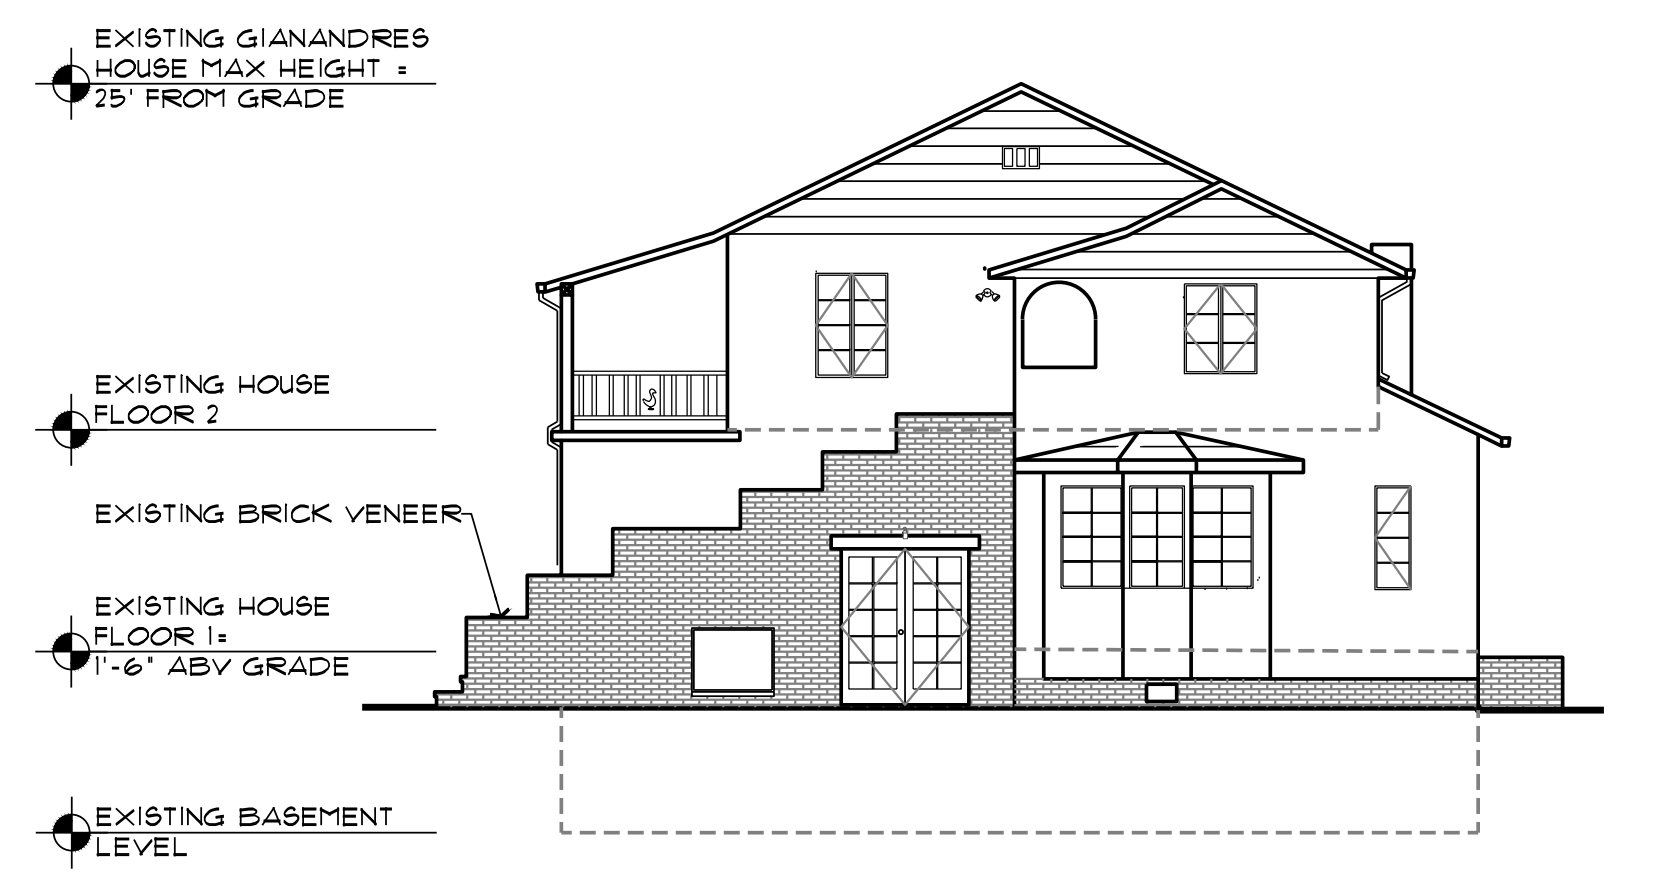 EXISTING GIANANDRES
HOUSE MAX HEIGHT =
25' FROM GRADE
EXISTING HOUSE
FLOOR 2
EXISTING BRICK VENEER
EXISTING HOUSE
FLOOR 1=
1'-6" ABV GRADE
EXISTING BASEMENT
LEVEL